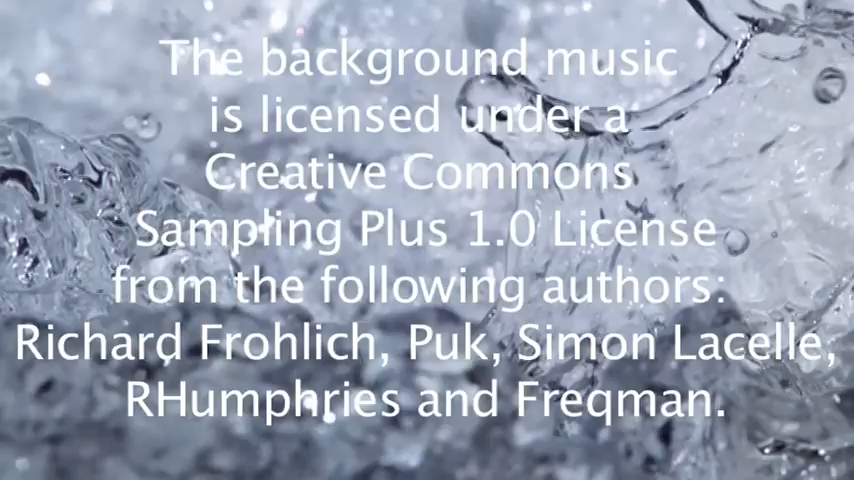 The background music
is licensed under a
Creative Commons
Sampling Plus 1.0 License
from the following authors:
Richard Frohlich, Puk, Simon Lacelle,
RHumphries and Freqman.